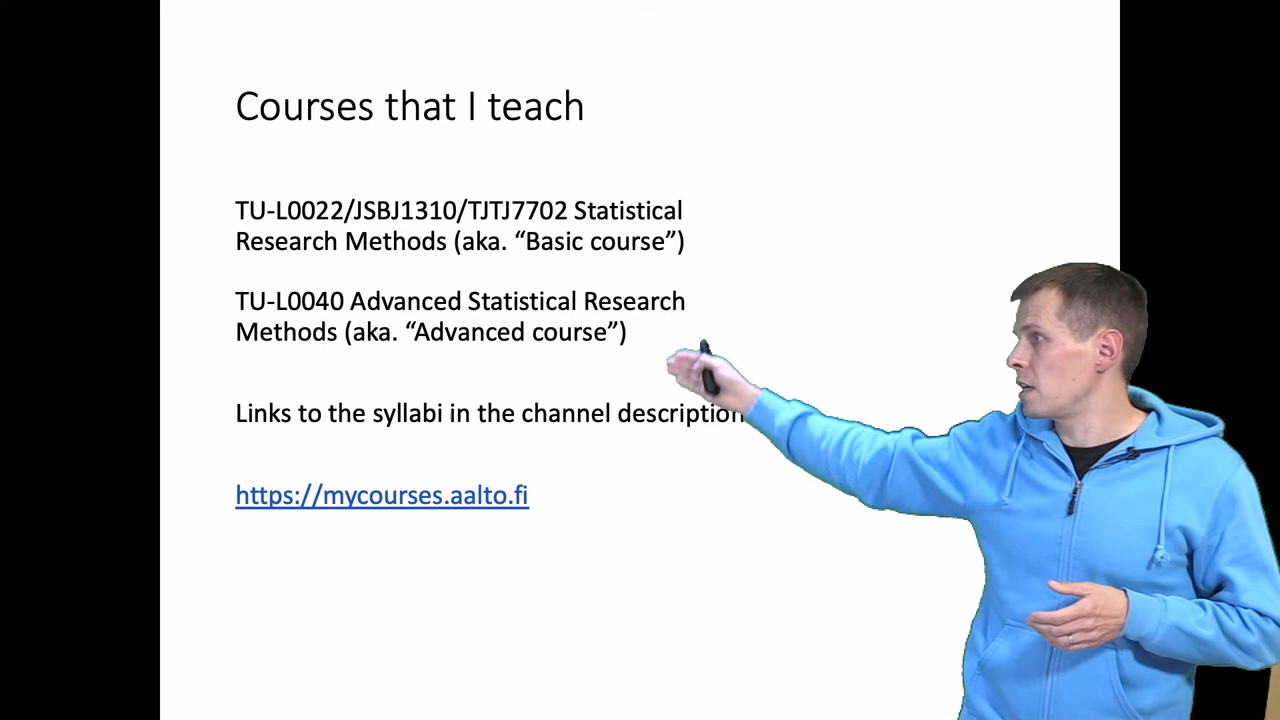 Courses that I teach
TU-L0022/JSBJ1310/TJTJ7702 Statistical
Research Methods (aka. “Basic course”)
TU-L0040 Advanced Statistical Research
Methods (aka. “Advanced course”)
Links to the syllabi in the channel description
https://mycourses.aalto.fi